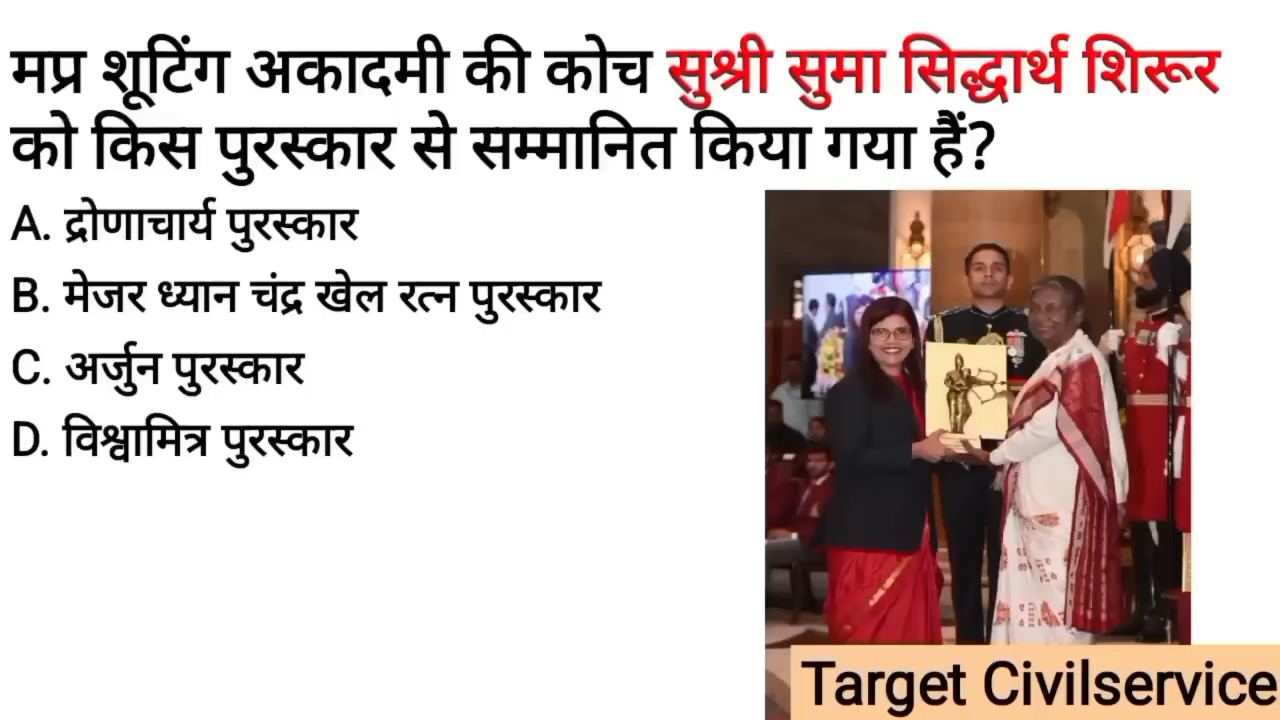 मप्र शूटिंग अकादमी की कोच सुश्री सुमा सिद्धार्थ शिरूर
को किस पुरस्कार से सम्मानित किया गया हैं?
A. द्रोणाचार्य पुरस्कार
B. मेजर ध्यान चंद्र खेल रत्न पुरस्कार
C. अर्जुन पुरस्कार
D. विश्वामित्र पुरस्कार
Target Civilservice